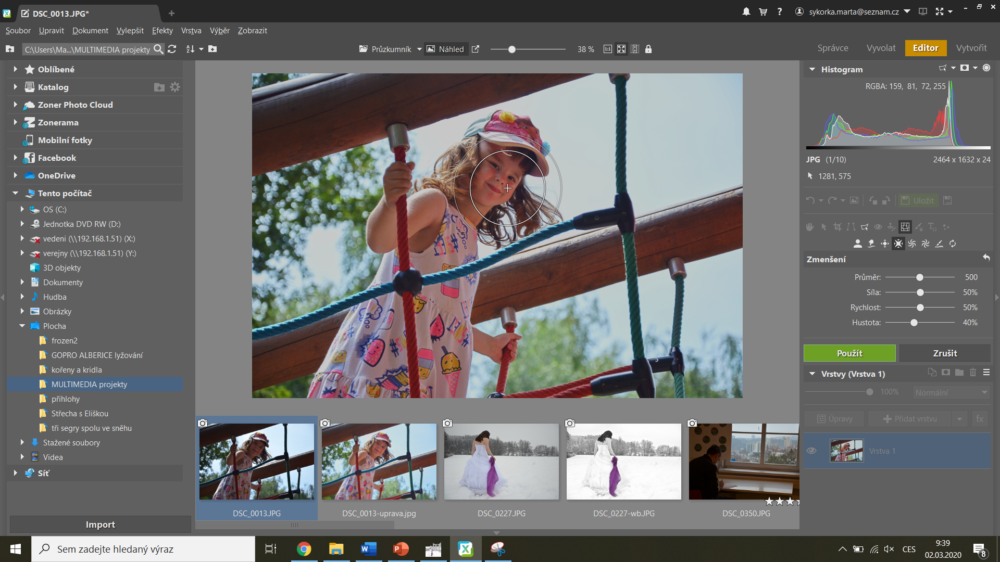 DSC_0013.JPG*
sykorka.marta@seznam.cz
Soubor Upravit Dokument Vylepšit Efekty Vrstva Výběr Zobrazit
C:\Users\Ma...\MULTIMEDIA projekty
Průzkumník Náhled 38 %
Správce Vyvolat Editor Vytvořit
Oblíbené
Katalog
Zoner Photo Cloud
Zonerama
Mobilní fotky
Facebook
OneDrive
Tento počítač
OS (C:)
Jednotka DVD RW (D:)
vedeni (\\192.168.1.51) (X:)
verejny (\\192.168.1.51) (Y:)
3D objekty
Dokumenty
Hudba
Obrázky
Plocha
frozen2
GOPRO ALBERICE lyžování
kořeny a kridla
MULTIMEDIA projekty
přihlohy
Střecha s Eliškou
tři segry spolu ve sněhu
Stažené soubory
Videa
Síť
Import
Histogram
RGBA: 159, 81, 72, 255
JPG (1/10) 2464 x 1632 x 24
1281, 575
Uložit
Zmenšení
Průměr: 500
Síla: 50%
Rychlost: 50%
Hustota: 40%
Použít Zrušit
Vrstvy (Vrstva 1)
100% Normální
Úpravy Přidat vrstvu fx
Vrstva 1
DSC_0013.JPG
DSC_0013-uprava.jpg
DSC_0227.JPG
DSC_0227-wb.JPG
DSC_0350.JPG
Sem zadejte hledaný výraz
CES
9:39
02.03.2020
8